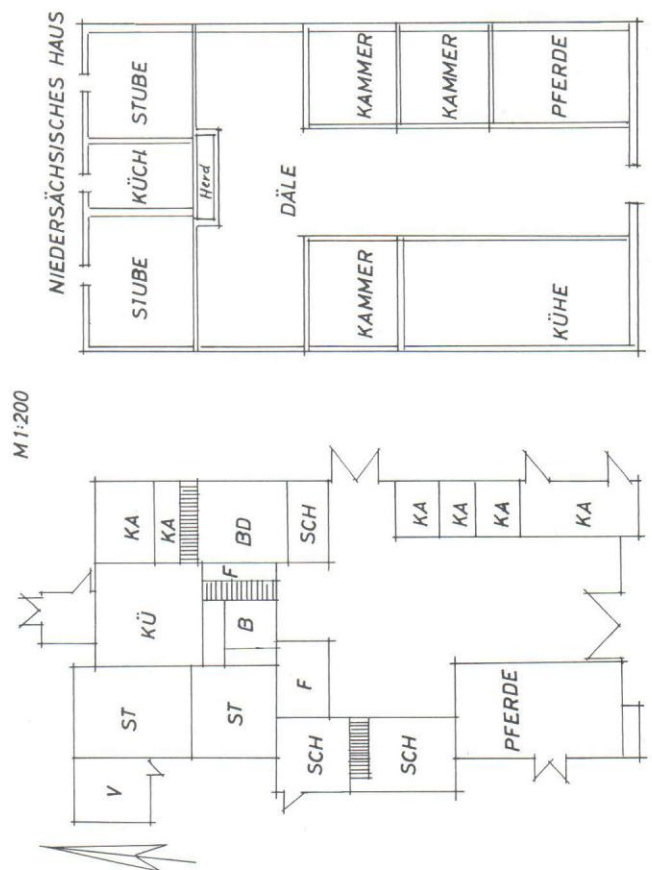 NIEDERSÄCHSISCHES HAUS
STUBE
KÜCH
STUBE
Herd
DÄLE
KAMMER
KAMMER
PFERDE
KAMMER
KÜHE
M 1:200
KA
KA
BD
SCH
KÜ
F
B
ST
ST
F
V
SCH
SCH
KA
KA
KA
KA
PFERDE